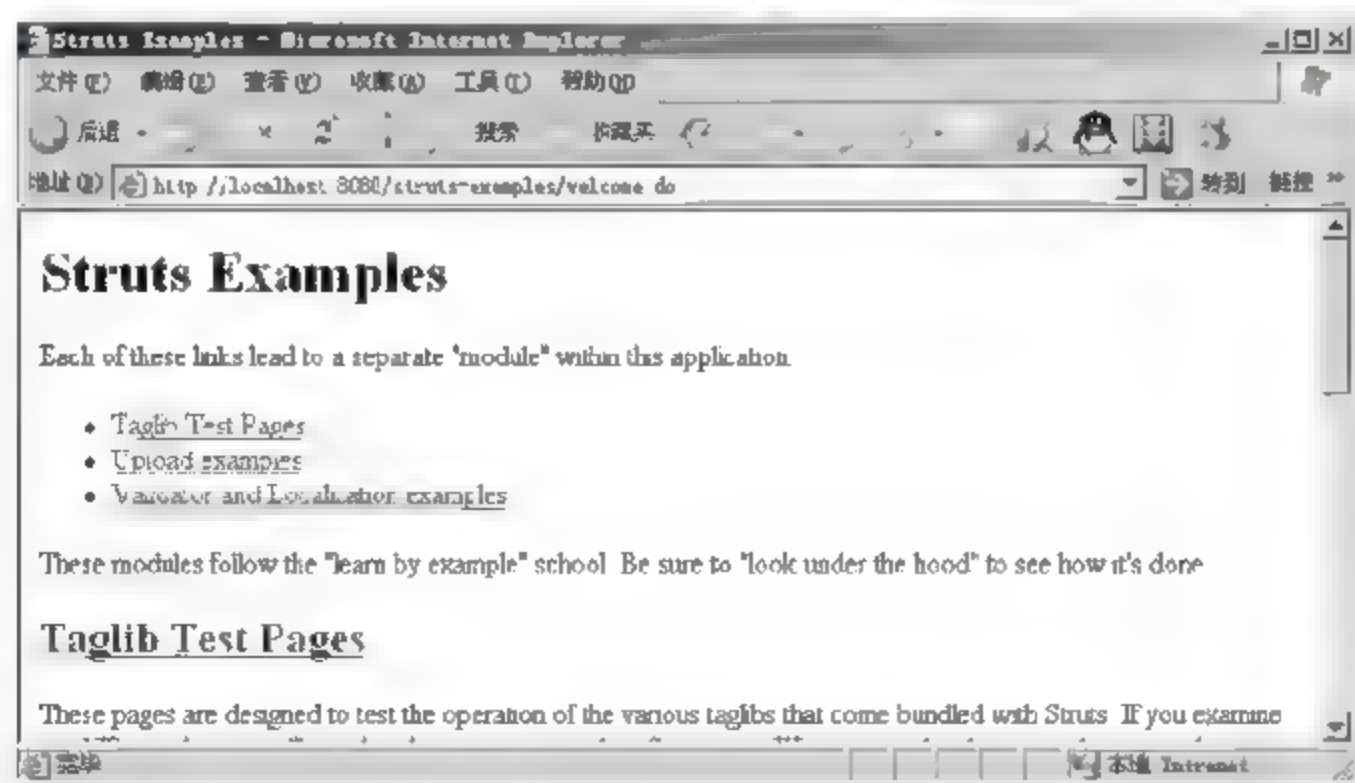 Struts Examples - Microsoft Internet Explorer
文件(F) 编辑(E) 查看(V) 收藏(A) 工具(T) 帮助(H)
后退 搜索 收藏夹
地址(D) http //localhost 8080/struts-examples/welcome do 转到 链接 »
Struts Examples
Each of these links lead to a separate "module" within this application
• Taglib Test Pages
• Upload examples
• Validator and Localization examples
These modules follow the "learn by example" school Be sure to "look under the hood" to see how it's done
Taglib Test Pages
These pages are designed to test the operation of the various taglibs that come bundled with Struts If you examine
完毕 本地 Intranet